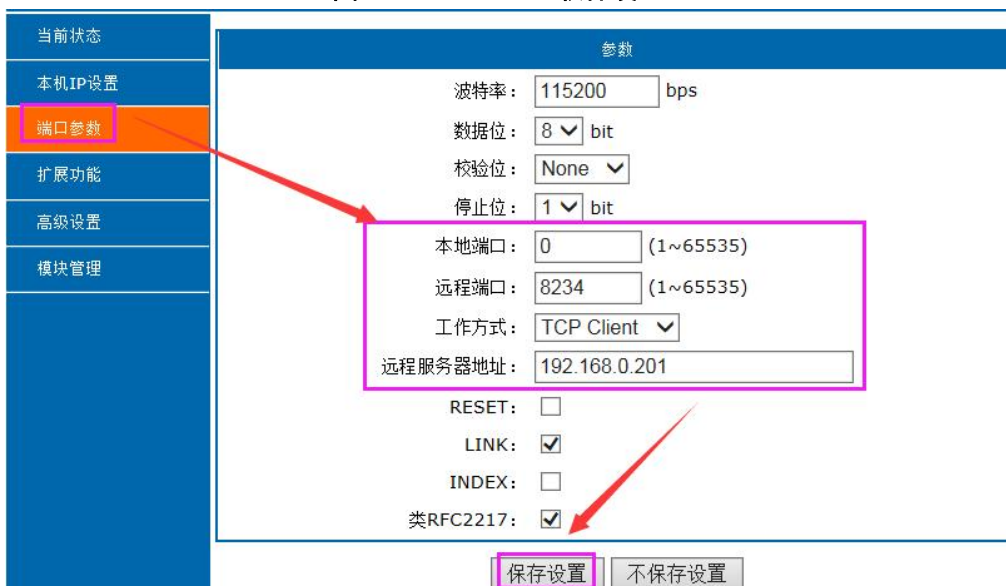 当前状态
本机IP设置
端口参数
扩展功能
高级设置
模块管理
参数
波特率： 115200 bps
数据位： 8 bit
校验位： None
停止位： 1 bit
本地端口： 0 (1~65535)
远程端口： 8234 (1~65535)
工作方式： TCP Client
远程服务器地址： 192.168.0.201
RESET：
LINK：
INDEX：
类RFC2217：
保存设置 不保存设置